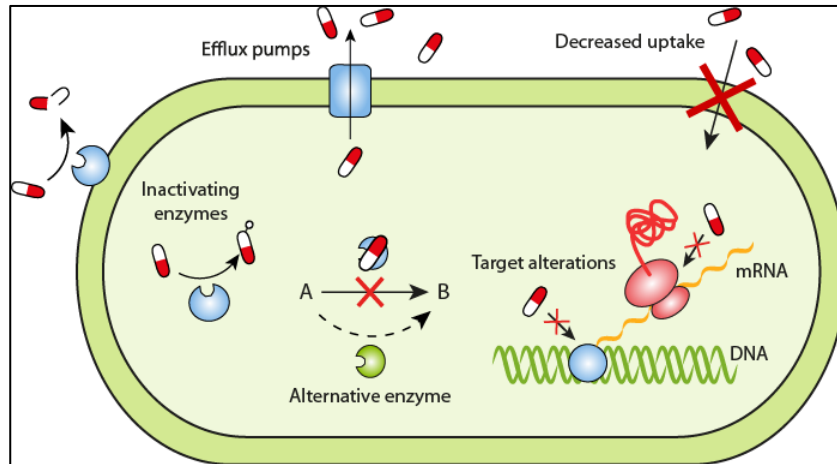 Efflux pumps
Decreased uptake
Inactivating
enzymes
Target alterations
mRNA
A
B
DNA
Alternative enzyme